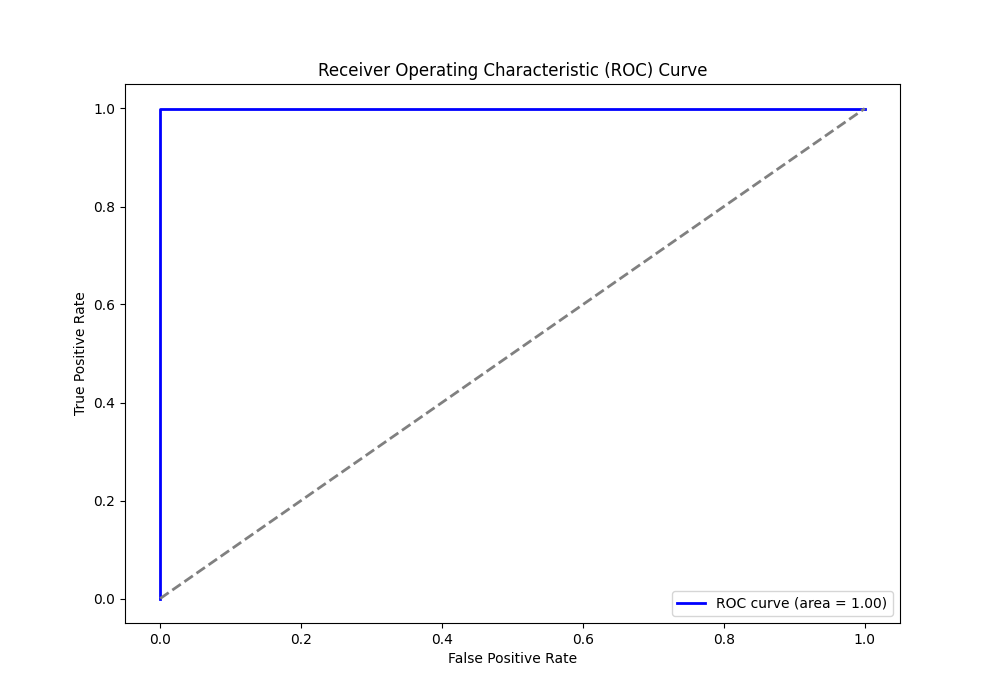 Receiver Operating Characteristic (ROC) Curve
1.0
0.8
0.6
0.4
0.2
0.0
True Positive Rate
ROC curve (area = 1.00)
0.0 0.2 0.4 0.6 0.8 1.0
False Positive Rate